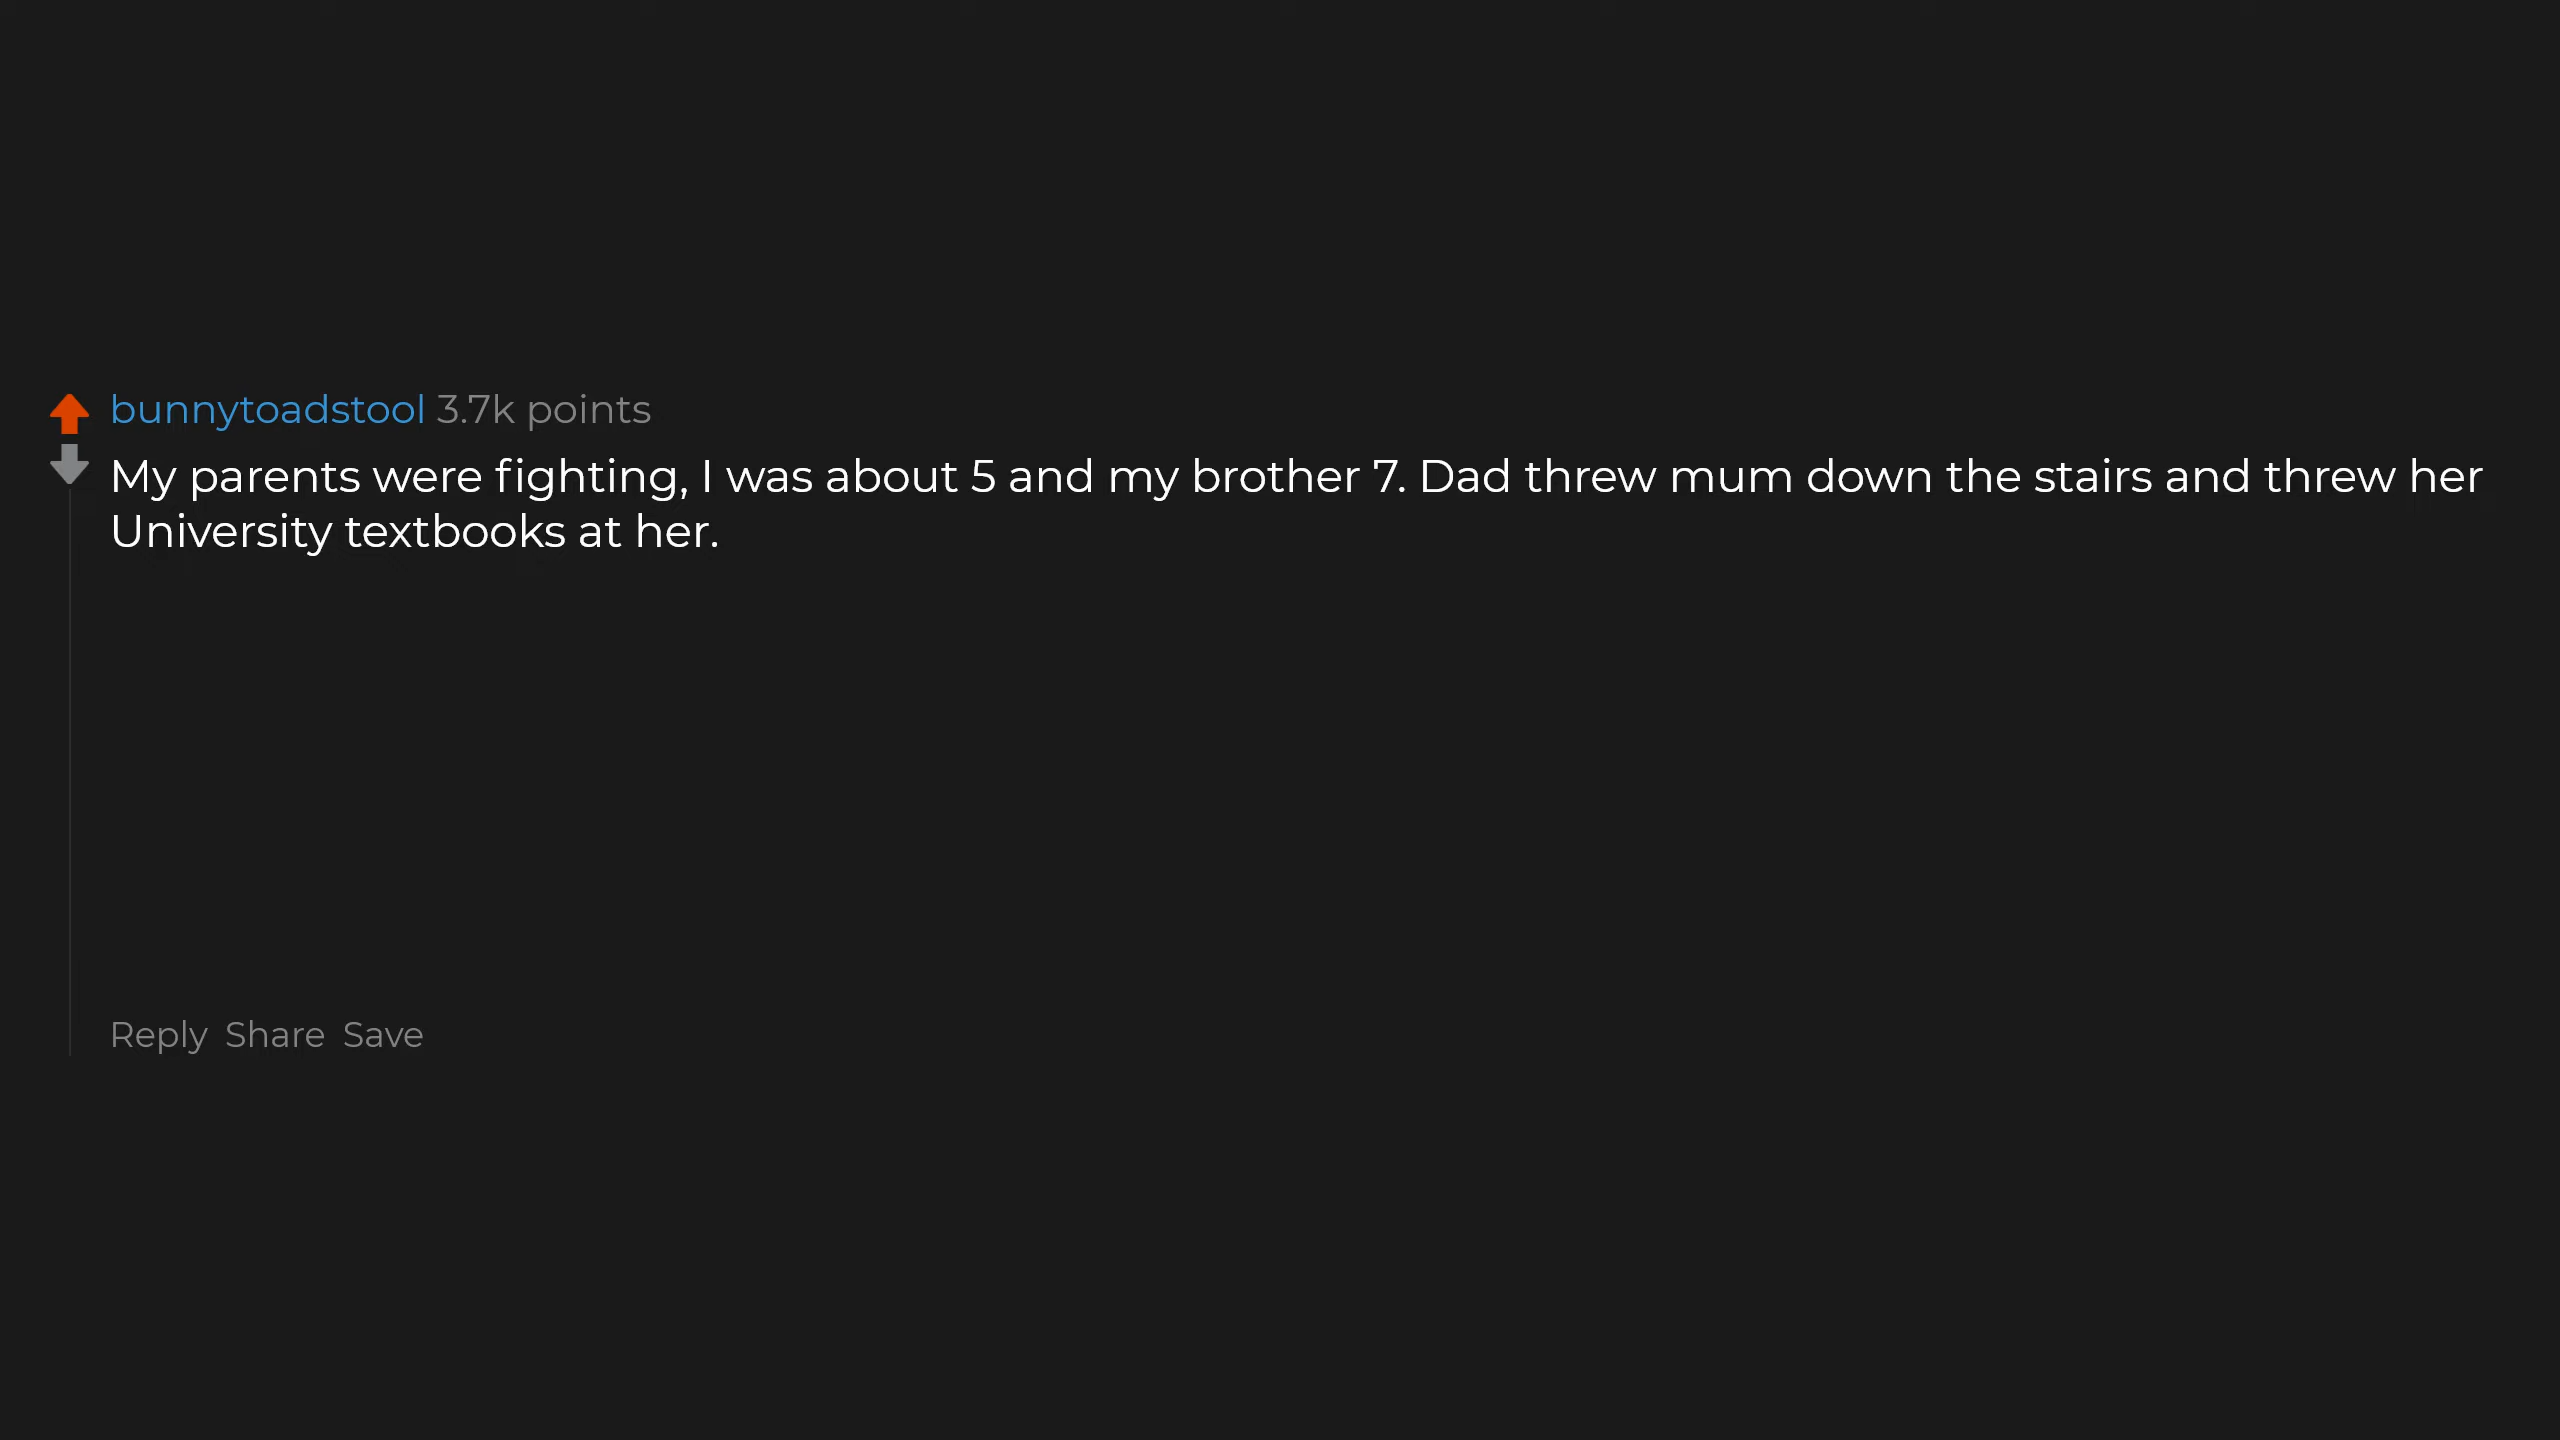 bunnytoadstool 3.7k points
My parents were fighting, I was about 5 and my brother 7. Dad threw mum down the stairs and threw her
University textbooks at her.
Reply Share Save